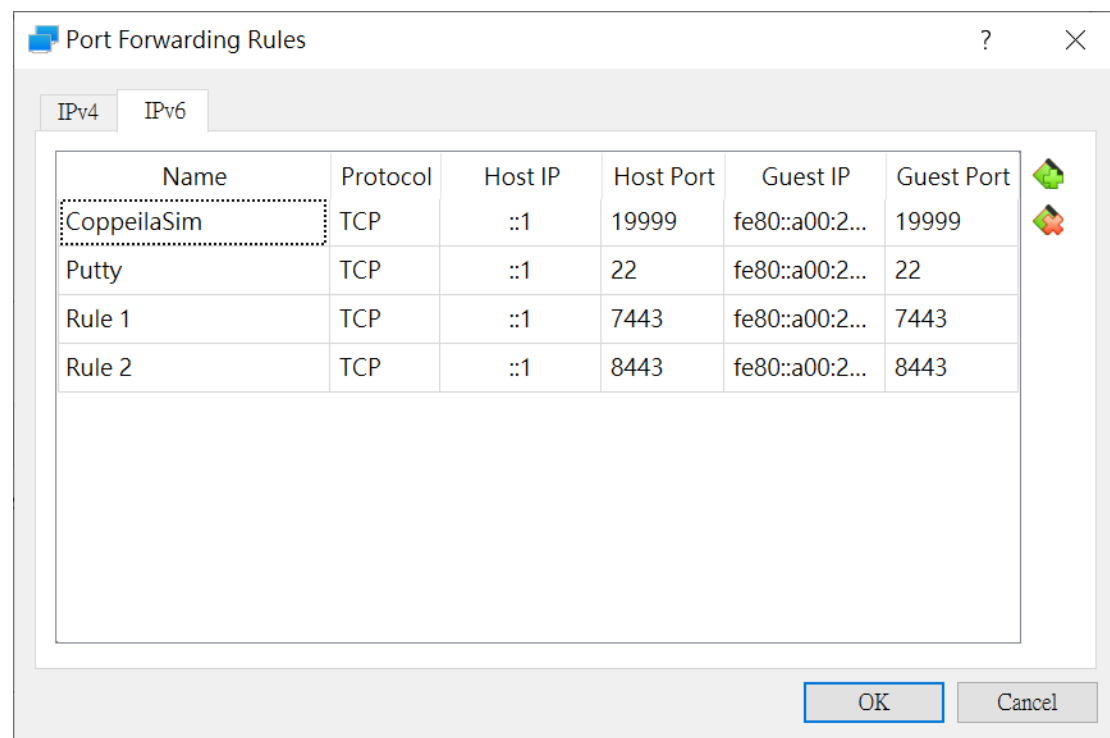 Port Forwarding Rules ?
IPv4 IPv6
Name Protocol Host IP Host Port Guest IP Guest Port
CoppeilaSim TCP ::1 19999 fe80::a00:2... 19999
Putty TCP ::1 22 fe80::a00:2... 22
Rule 1 TCP ::1 7443 fe80::a00:2... 7443
Rule 2 TCP ::1 8443 fe80::a00:2... 8443
OK Cancel